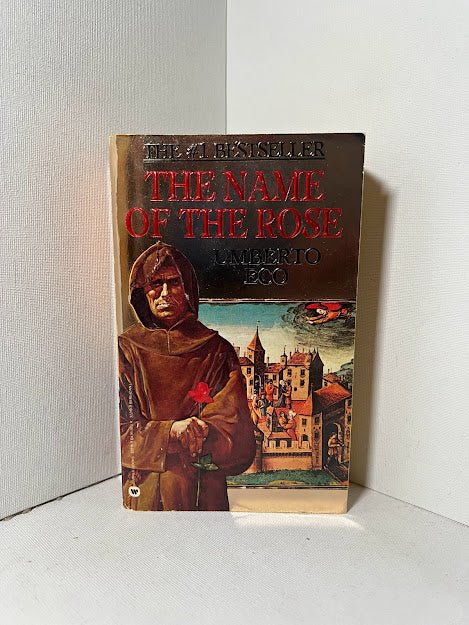 THE #1 BESTSELLER
THE NAME
OF THE ROSE
UMBERTO
ECO